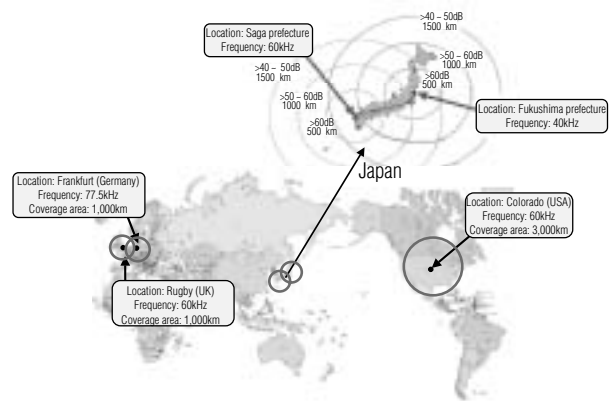 Location: Saga prefecture
Frequency: 60kHz
>40 – 50dB
1500 km
>50 – 60dB
1000 km
>60dB
500 km
>40 – 50dB
1500 km
>50 – 60dB
1000 km
>60dB
500 km
Location: Fukushima prefecture
Frequency: 40kHz
Japan
Location: Frankfurt (Germany)
Frequency: 77.5kHz
Coverage area: 1,000km
Location: Colorado (USA)
Frequency: 60kHz
Coverage area: 3,000km
Location: Rugby (UK)
Frequency: 60kHz
Coverage area: 1,000km